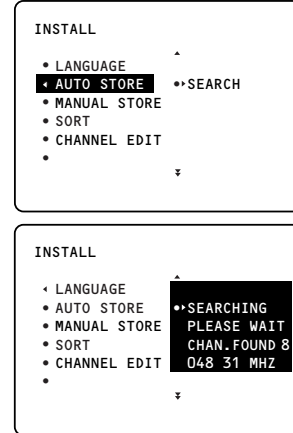 INSTALL
• LANGUAGE
AUTO STORE •SEARCH
• MANUAL STORE
• SORT
• CHANNEL EDIT
•
INSTALL
LANGUAGE
• AUTO STORE •SEARCHING
• MANUAL STORE PLEASE WAIT
• SORT CHAN.FOUND 8
• CHANNEL EDIT 048 31 MHZ
•